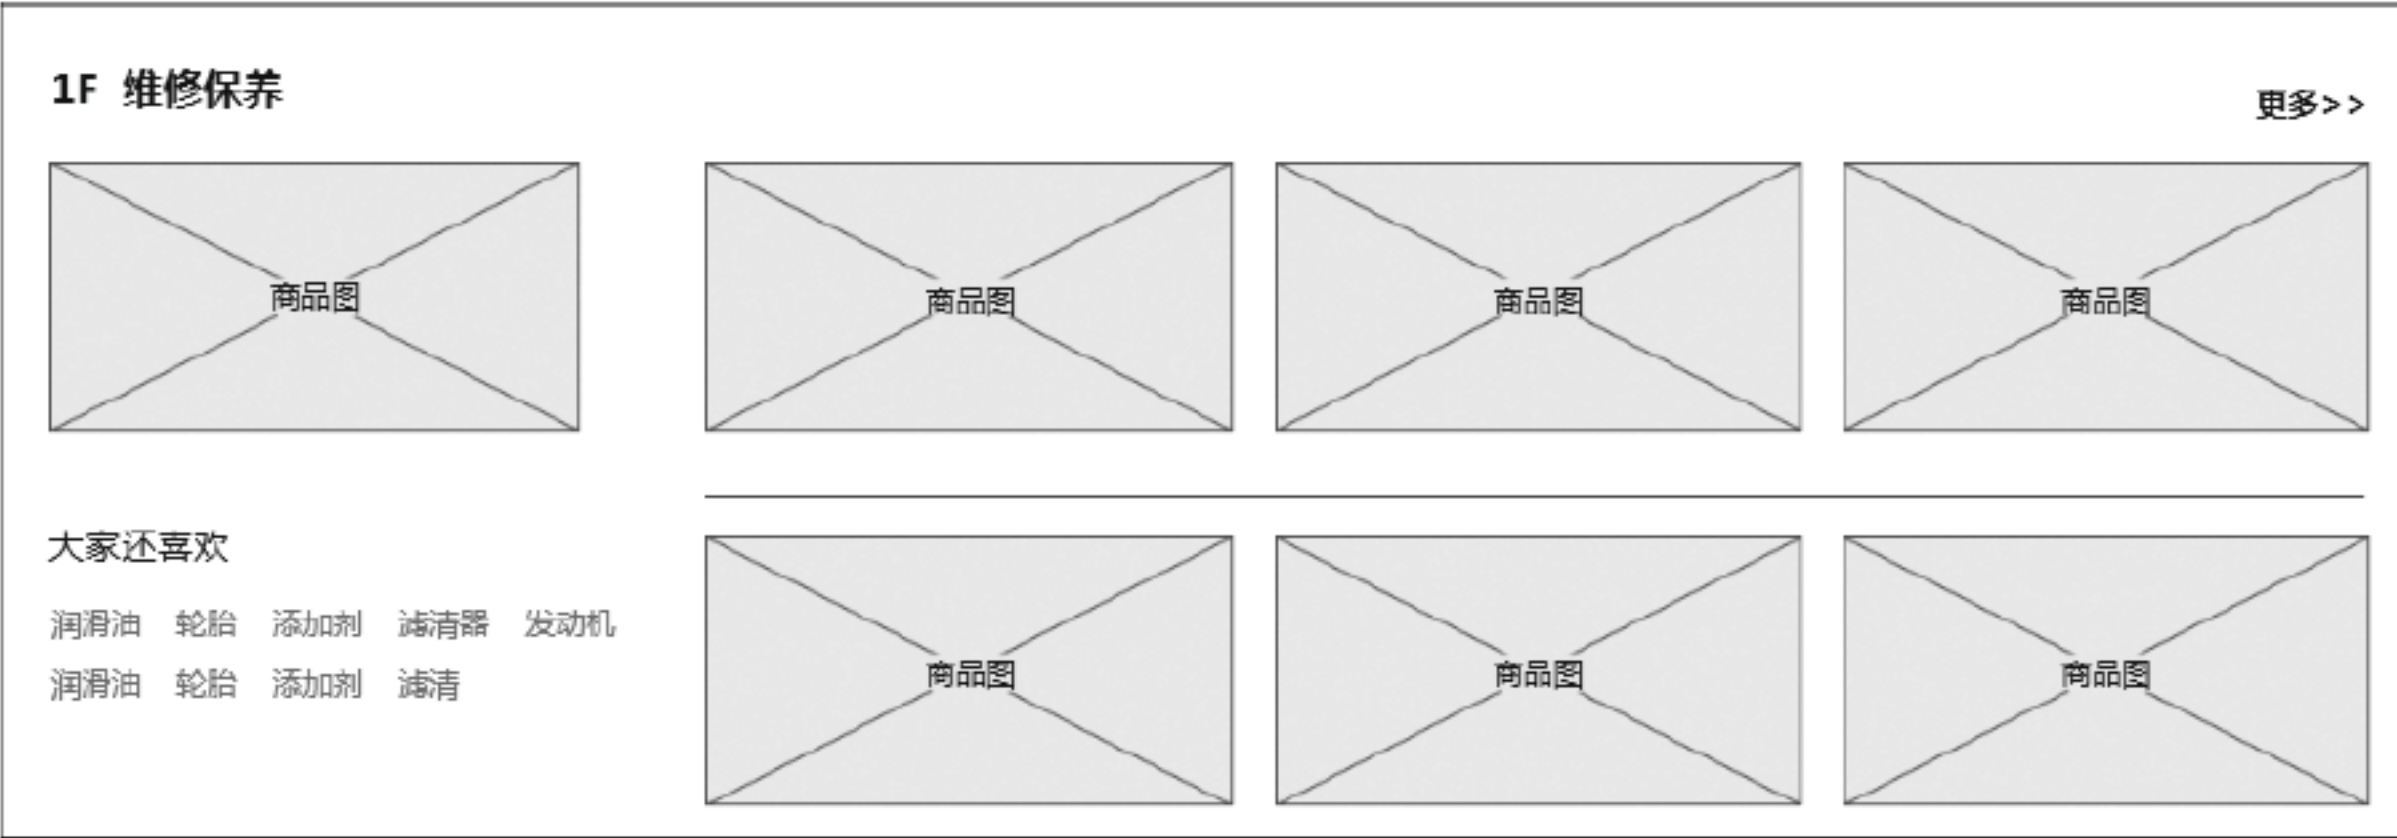 1F 维修保养
更多>>
商品图 商品图 商品图 商品图
大家还喜欢
润滑油 轮胎 添加剂 滤清器 发动机
润滑油 轮胎 添加剂 滤清
商品图 商品图 商品图